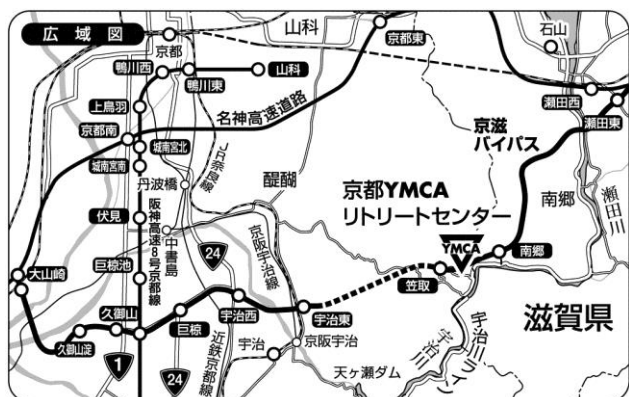 広域図
京都
山科
京都東
石山
鴨川西
鴨川東
山科
上鳥羽
名神高速道路
瀬田西
瀬田東
京都南
城南宮北
城南宮南
JR奈良線
京滋
バイパス
丹波橋
醍醐
京都YMCA
リトリートセンター
南郷
瀬田川
伏見
阪神高速8号京都線
中書島
24
京阪宇治線
YMCA
南郷
大山崎
巨椋池
笠取
滋賀県
久御山
久御山淀
巨椋
宇治西
宇治東
宇治
京阪宇治
宇治川
宇治川ライン
1
24
近鉄京都線
天ヶ瀬ダム